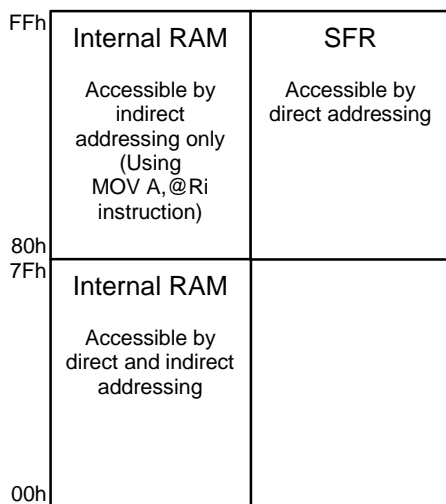 FFh
Internal RAM
Accessible by
indirect
addressing only
(Using
MOV A,@Ri
instruction)
SFR
Accessible by
direct addressing
80h
7Fh
Internal RAM
Accessible by
direct and indirect
addressing
00h